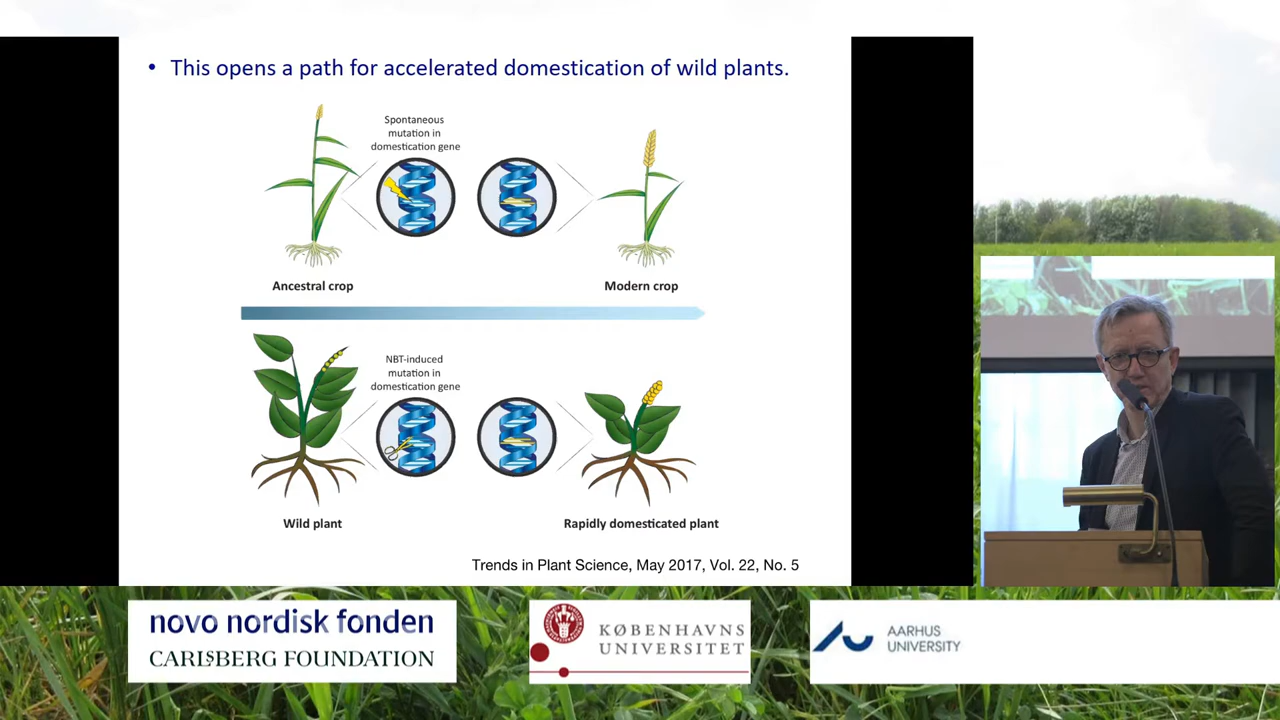 • This opens a path for accelerated domestication of wild plants.
Spontaneous
mutation in
domestication gene
Ancestral crop
Modern crop
NBT-induced
mutation in
domestication gene
Wild plant
Rapidly domesticated plant
Trends in Plant Science, May 2017, Vol. 22, No. 5
novo nordisk fonden
CARLSBERG FOUNDATION
KØBENHAVNS
UNIVERSITET
AARHUS
UNIVERSITY